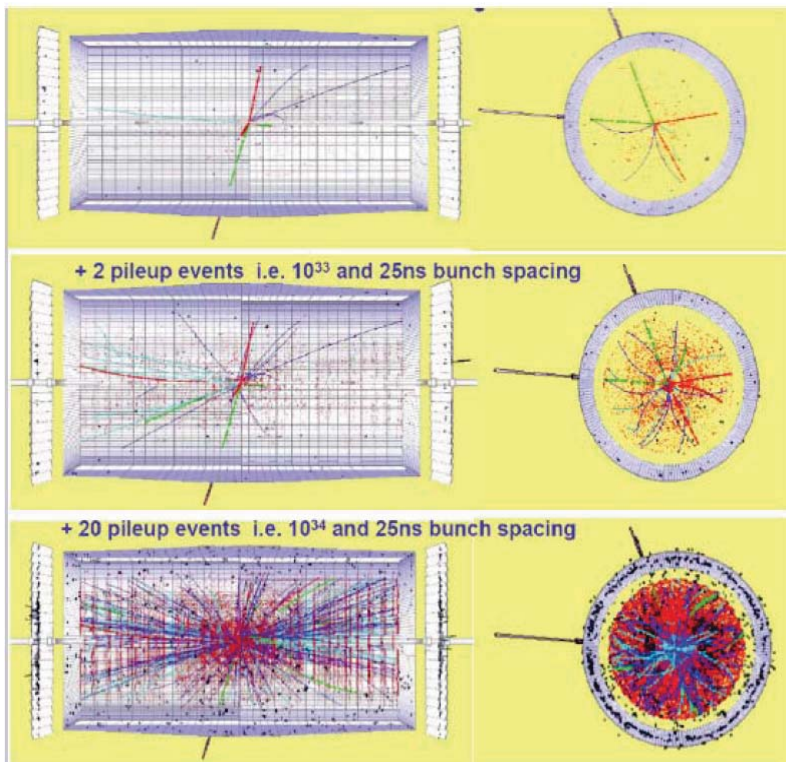 + 2 pileup events i.e. 10³³ and 25ns bunch spacing
+ 20 pileup events i.e. 10³⁴ and 25ns bunch spacing